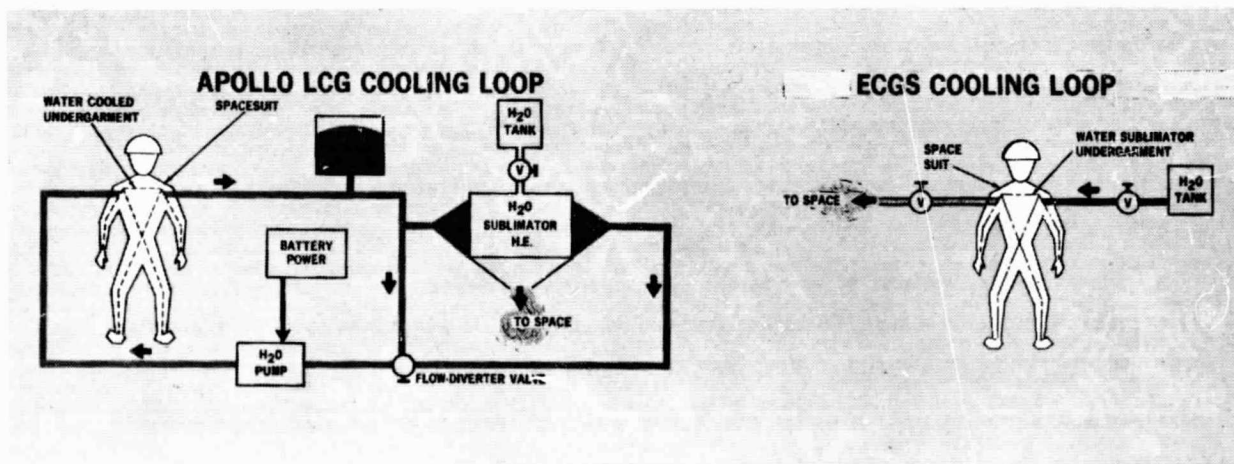 APOLLO LCG COOLING LOOP
WATER COOLED
UNDERGARMENT
SPACESUIT
H2O
TANK
V
H2O
SUBLIMATOR
H.E.
BATTERY
POWER
TO SPACE
H2O
PUMP
FLOW-DIVERTER VALVE
ECGS COOLING LOOP
SPACE
SUIT
WATER SUBLIMATOR
UNDERGARMENT
TO SPACE
V
V
H2O
TANK